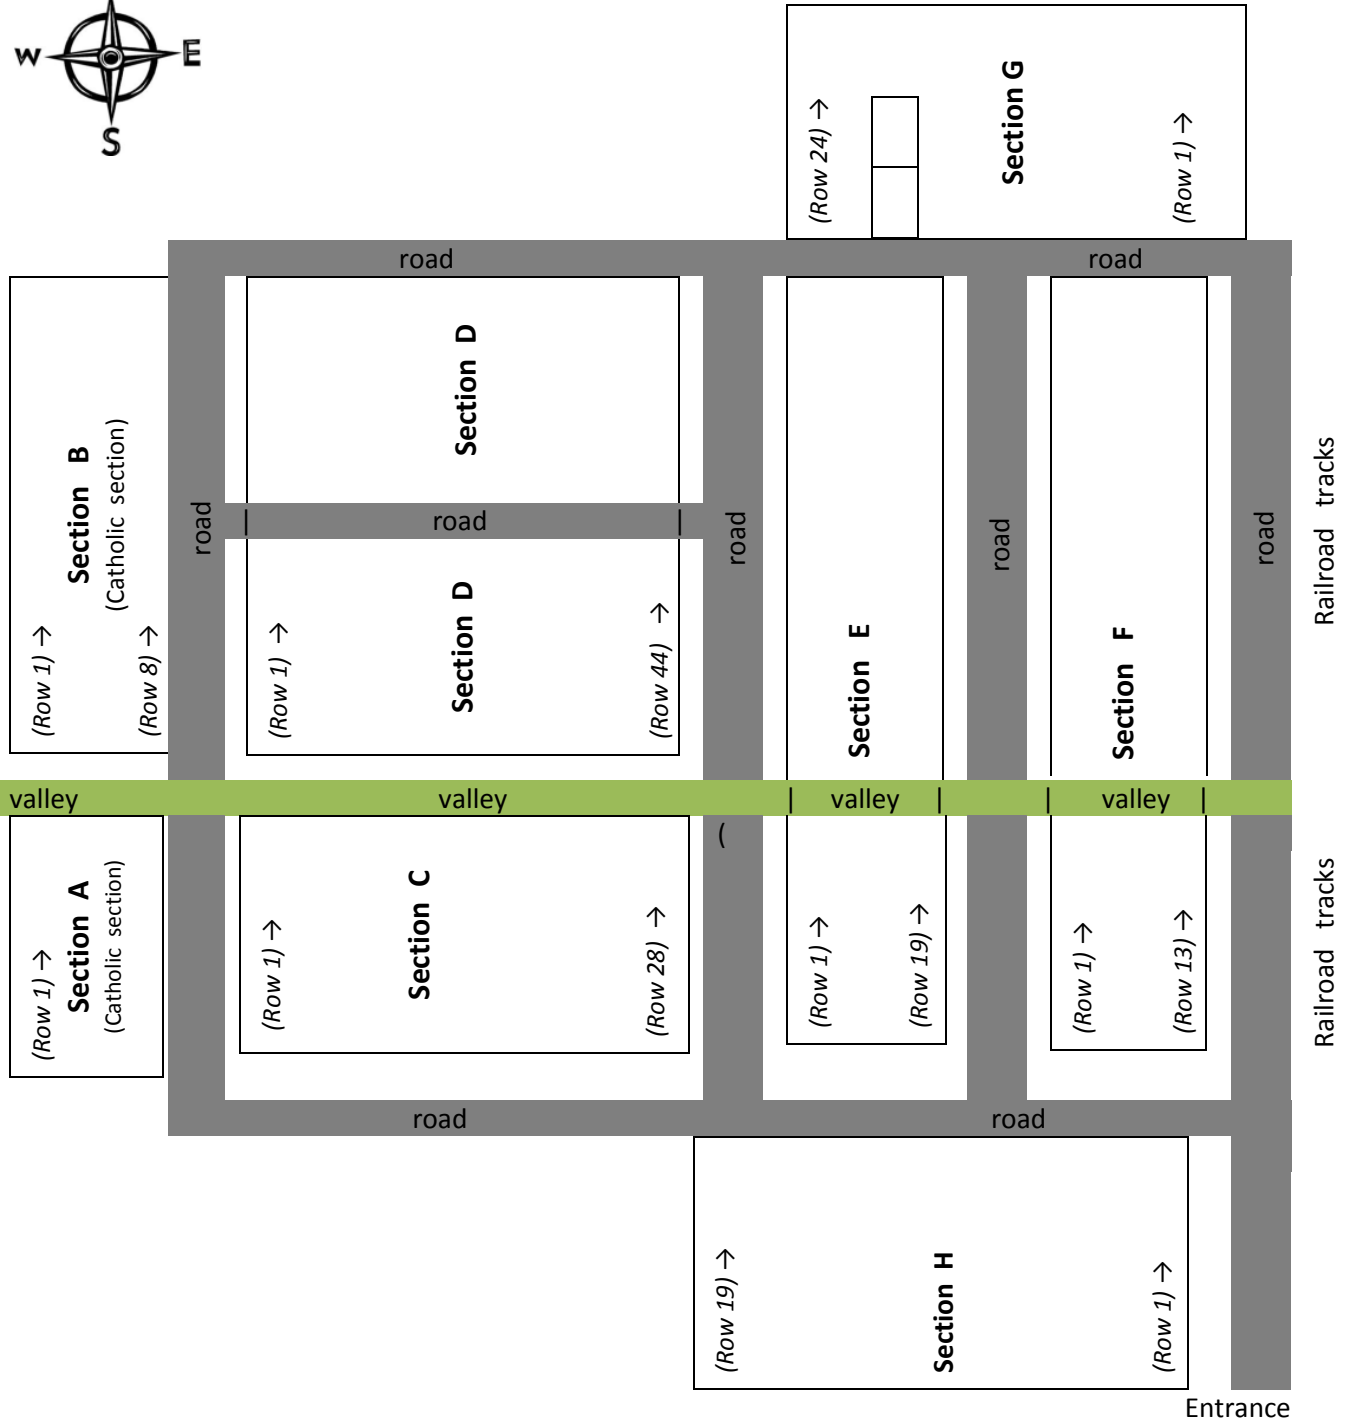 W E
S
Section G
(Row 24) →
(Row 1) →
road
road
Section B
(Catholic section)
(Row 1) →
(Row 8) →
road
Section D
road
Section D
(Row 1) →
(Row 44) →
road
Section E
road
Section F
road
Railroad tracks
valley
valley
| valley |
| valley |
(
Section A
(Catholic section)
(Row 1) →
Section C
(Row 1) →
(Row 28) →
(Row 1) →
(Row 19) →
(Row 1) →
(Row 13) →
Railroad tracks
road
road
Section H
(Row 19) →
(Row 1) →
Entrance